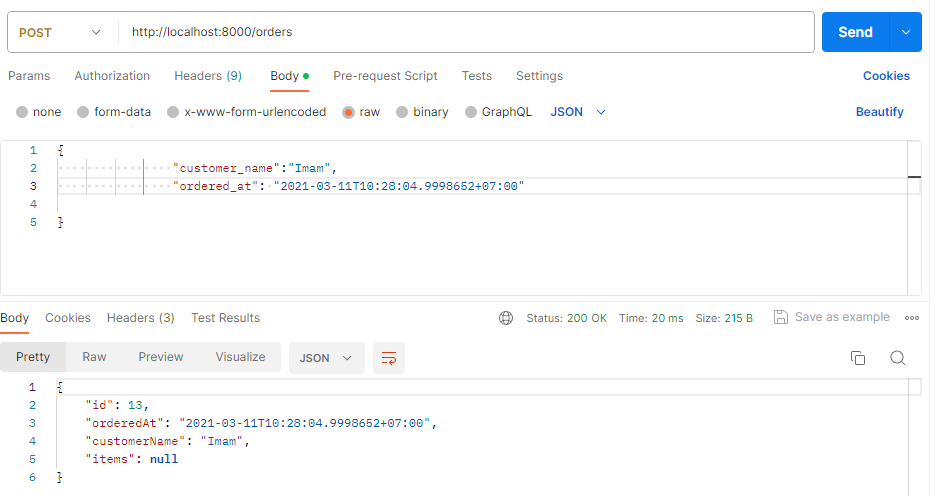 POST http://localhost:8000/orders Send
Params Authorization Headers (9) Body Pre-request Script Tests Settings Cookies
none form-data x-www-form-urlencoded raw binary GraphQL JSON Beautify
1 {
2 "customer_name":"Imam",
3 "ordered_at": "2021-03-11T10:28:04.9998652+07:00"
4
5 }
Body Cookies Headers (3) Test Results Status: 200 OK Time: 20 ms Size: 215 B Save as example
Pretty Raw Preview Visualize JSON
1 {
2 "id": 13,
3 "orderedAt": "2021-03-11T10:28:04.9998652+07:00",
4 "customerName": "Imam",
5 "items": null
6 }